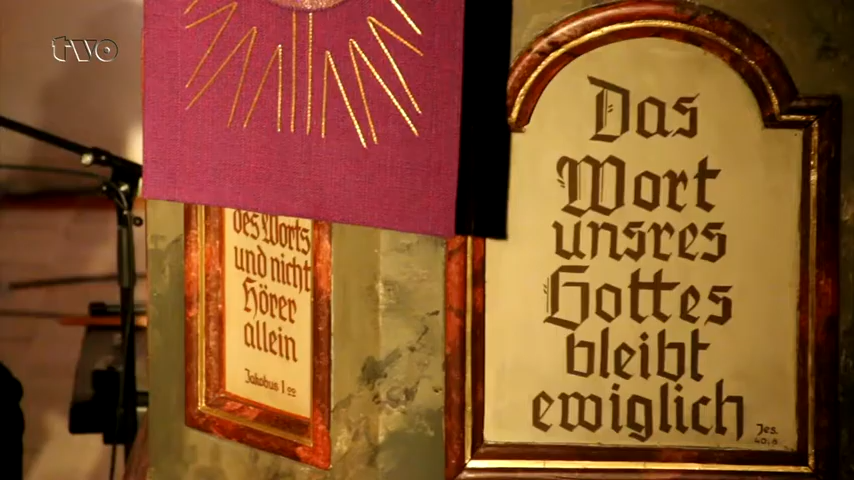 tvo
des Worts
und nicht
Hörer
allein
Jakobus 1 22
Das
Wort
unsres
Gottes
bleibt
ewiglich
Jes.
40:8